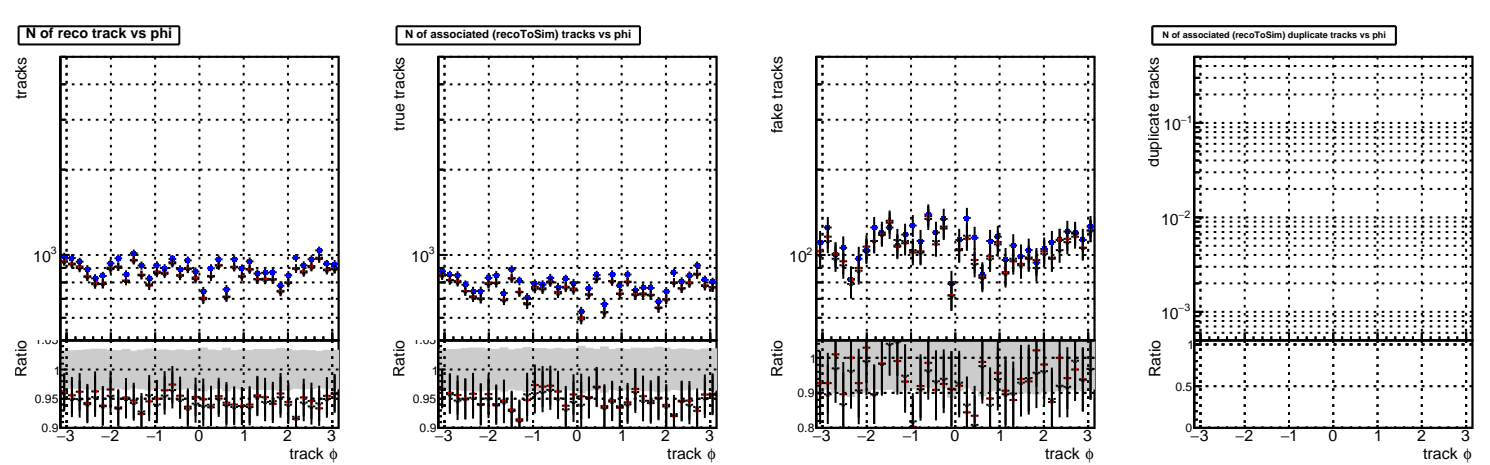 N of reco track vs phi
tracks
10³
1.05
1
0.95
0.9
Ratio
−3 −2 −1 0 1 2 3
track ϕ
N of associated (recoToSim) tracks vs phi
true tracks
10³
1.05
1
0.95
0.9
Ratio
−3 −2 −1 0 1 2 3
track ϕ
fake tracks
10²
1
0.9
0.8
Ratio
−3 −2 −1 0 1 2 3
track ϕ
N of associated (recoToSim) duplicate tracks vs phi
duplicate tracks
10⁻¹
10⁻²
10⁻³
1
0.5
0
Ratio
−3 −2 −1 0 1 2 3
track ϕ